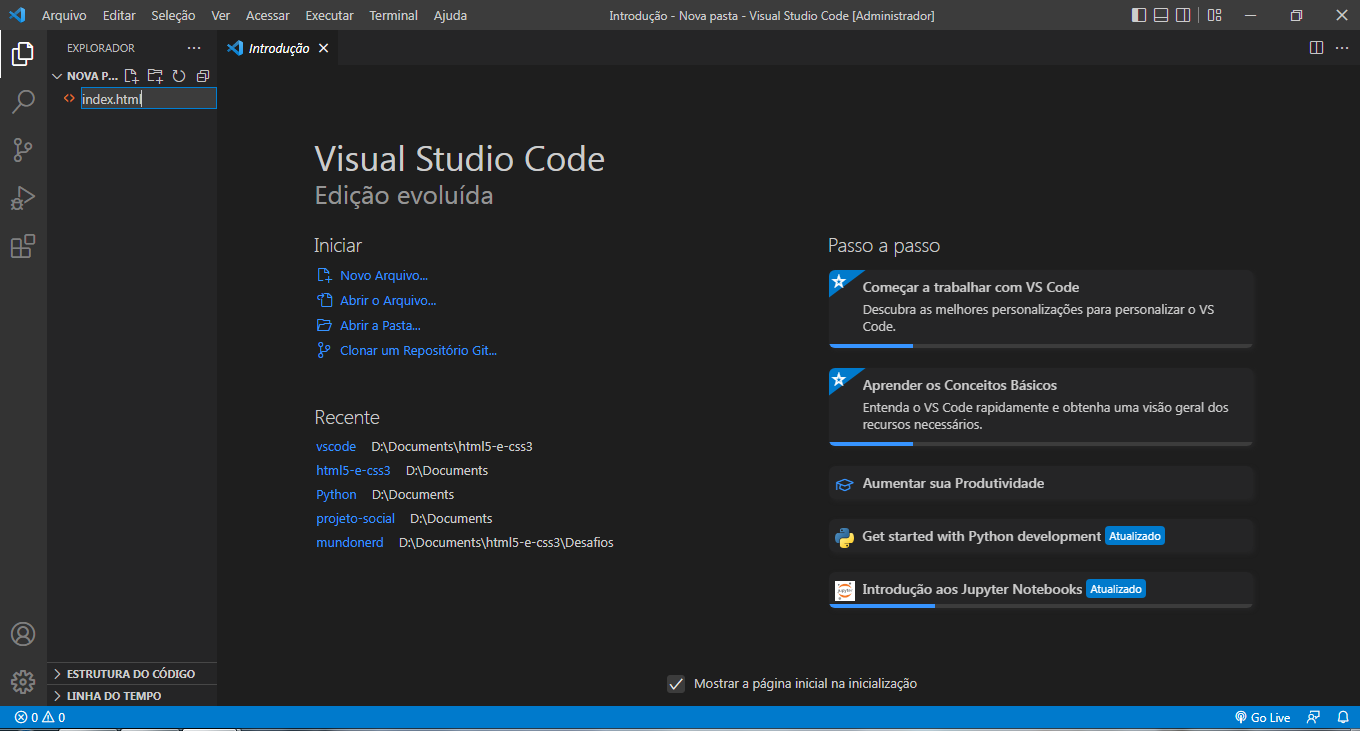 Arquivo Editar Seleção Ver Acessar Executar Terminal Ajuda
Introdução - Nova pasta - Visual Studio Code [Administrador]
EXPLORADOR
Introdução
NOVA P...
index.html
Visual Studio Code
Edição evoluída
Iniciar
Novo Arquivo...
Abrir o Arquivo...
Abrir a Pasta...
Clonar um Repositório Git...
Recente
vscode D:\Documents\html5-e-css3
html5-e-css3 D:\Documents
Python D:\Documents
projeto-social D:\Documents
mundonerd D:\Documents\html5-e-css3\Desafios
Passo a passo
Começar a trabalhar com VS Code
Descubra as melhores personalizações para personalizar o VS
Code.
Aprender os Conceitos Básicos
Entenda o VS Code rapidamente e obtenha uma visão geral dos
recursos necessários.
Aumentar sua Produtividade
Get started with Python development Atualizado
Introdução aos Jupyter Notebooks Atualizado
Mostrar a página inicial na inicialização
ESTRUTURA DO CÓDIGO
LINHA DO TEMPO
0 0
Go Live